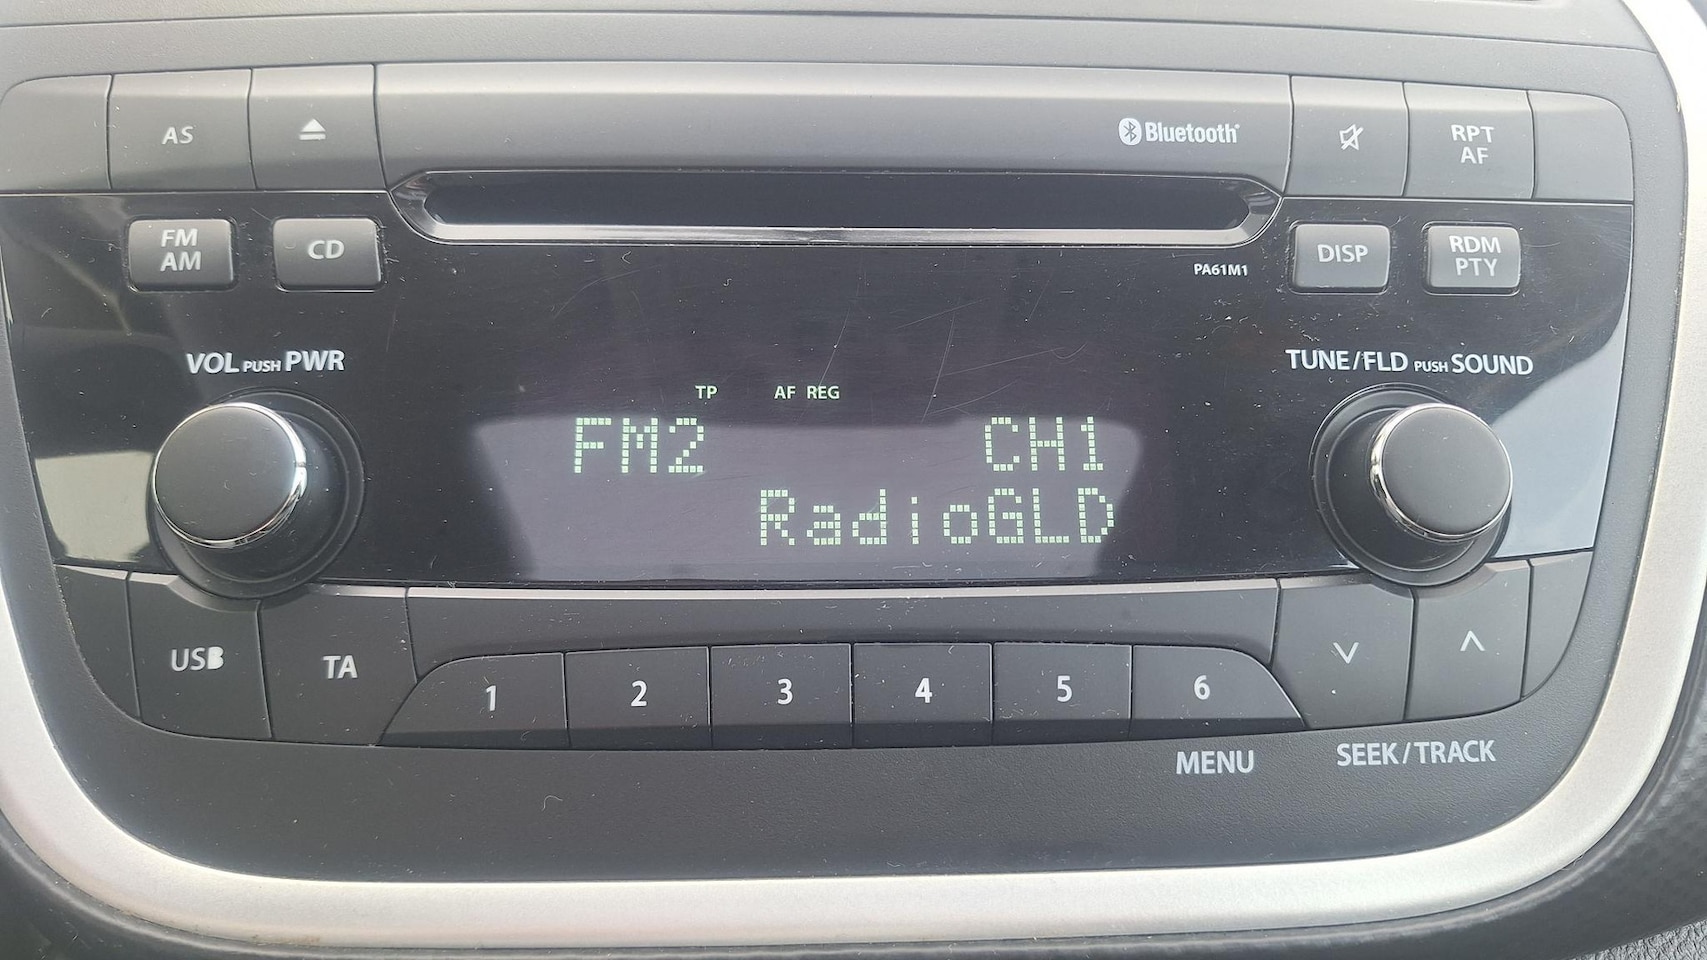 AS
Bluetooth
RPT
AF
FM
AM
CD
DISP
RDM
PTY
PA61M1
VOL PUSH PWR
TUNE/FLD PUSH SOUND
TP AF REG
FM2 CH1
RadioGLD
USB
TA
1 2 3 4 5 6
MENU
SEEK/TRACK